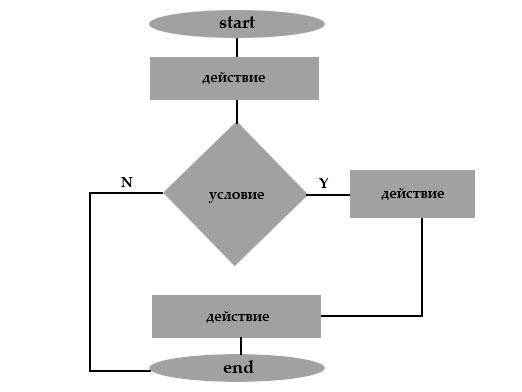 start
действие
N
Y
условие
действие
действие
end